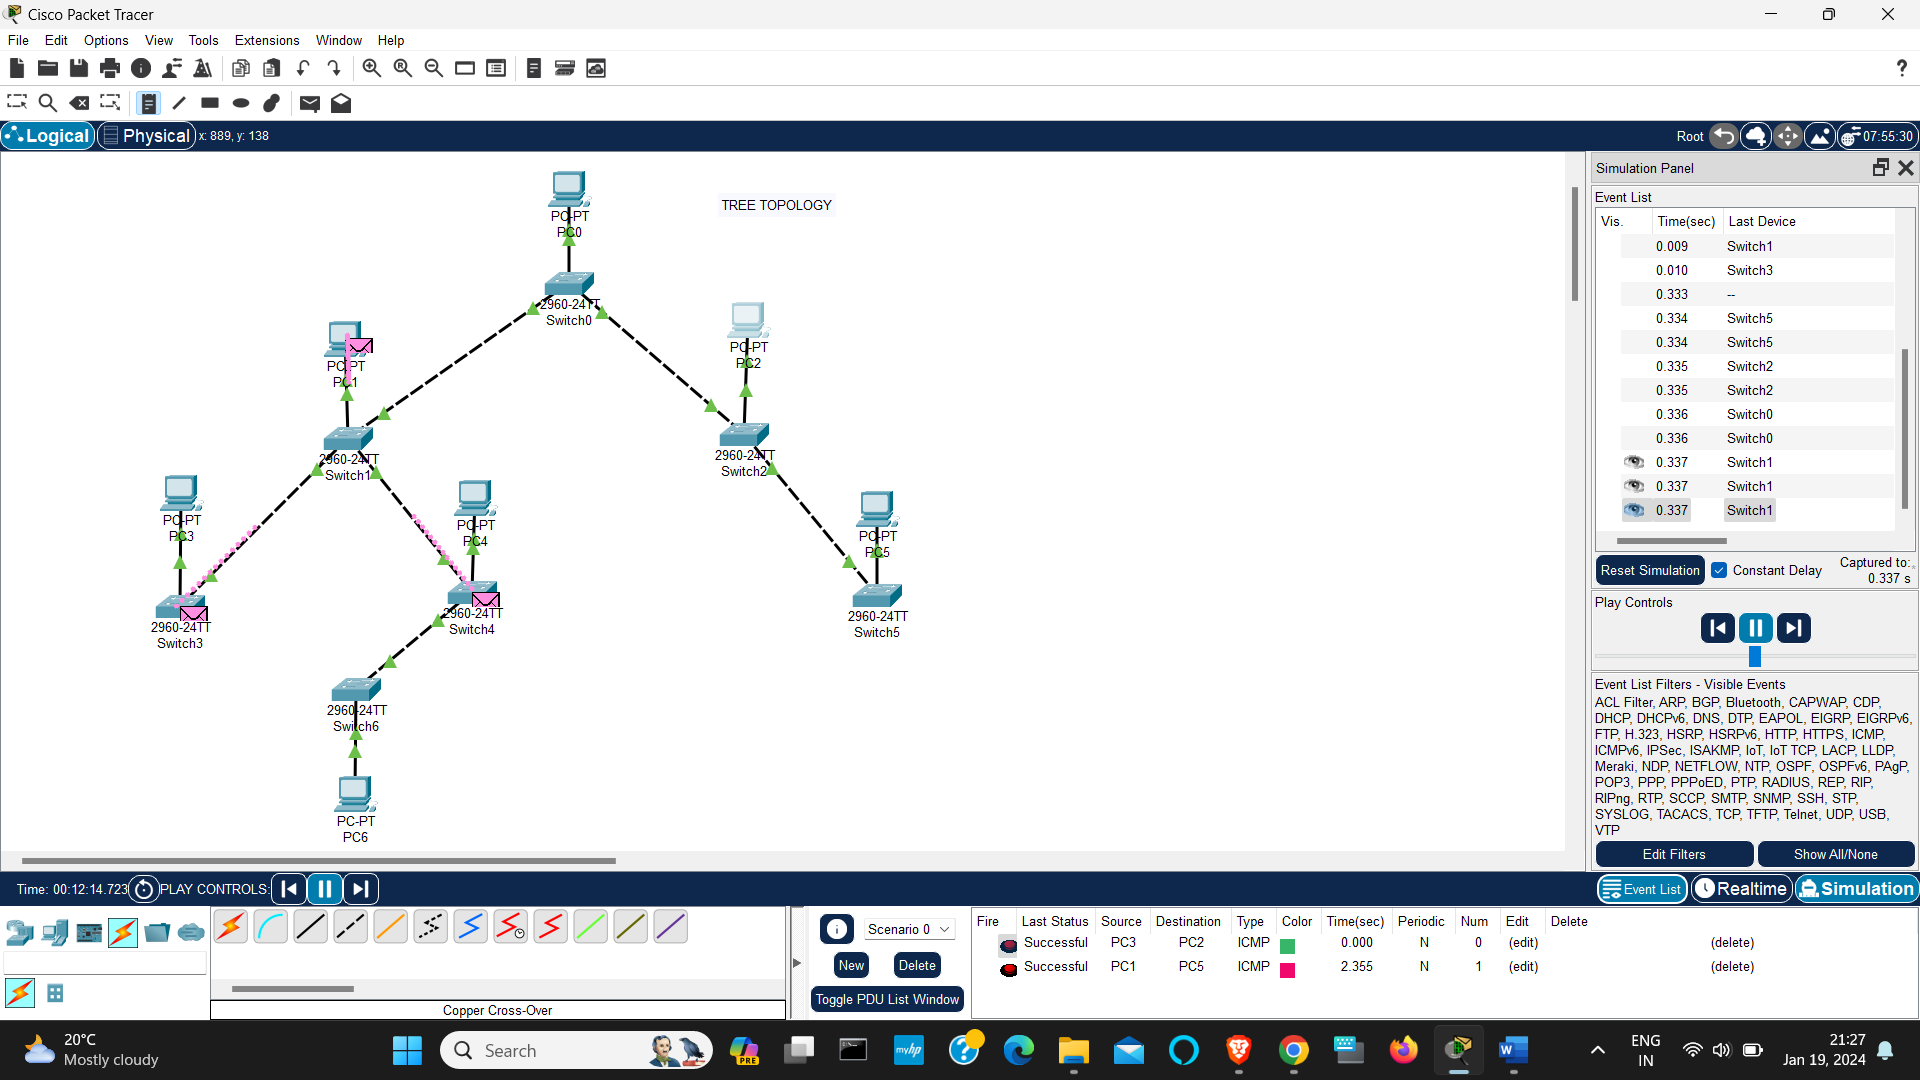 Cisco Packet Tracer
File Edit Options View Tools Extensions Window Help
?
Logical Physical x: 889, y: 138 Root 07:55:30
TREE TOPOLOGY
PC-PT
PC0
2960-24TT
Switch0
PC-PT
PC1
PC-PT
PC2
2960-24TT
Switch1
2960-24TT
Switch2
PC-PT
PC3
PC-PT
PC4
PC-PT
PC5
2960-24TT
Switch3
2960-24TT
Switch4
2960-24TT
Switch5
2960-24TT
Switch6
PC-PT
PC6
Simulation Panel
Event List
Vis. Time(sec) Last Device
0.009 Switch1
0.010 Switch3
0.333 --
0.334 Switch5
0.334 Switch5
0.335 Switch2
0.335 Switch2
0.336 Switch0
0.336 Switch0
0.337 Switch1
0.337 Switch1
0.337 Switch1
Reset Simulation Constant Delay Captured to:
0.337 s
Play Controls
Event List Filters - Visible Events
ACL Filter, ARP, BGP, Bluetooth, CAPWAP, CDP,
DHCP, DHCPv6, DNS, DTP, EAPOL, EIGRP, EIGRPv6,
FTP, H.323, HSRP, HSRPv6, HTTP, HTTPS, ICMP,
ICMPv6, IPSec, ISAKMP, IoT, IoT TCP, LACP, LLDP,
Meraki, NDP, NETFLOW, NTP, OSPF, OSPFv6, PAgP,
POP3, PPP, PPPoED, PTP, RADIUS, REP, RIP,
RIPng, RTP, SCCP, SMTP, SNMP, SSH, STP,
SYSLOG, TACACS, TCP, TFTP, Telnet, UDP, USB,
VTP
Edit Filters Show All/None
Time: 00:12:14.723 PLAY CONTROLS: Event List Realtime Simulation
Copper Cross-Over
Scenario 0
New Delete
Toggle PDU List Window
Fire Last Status Source Destination Type Color Time(sec) Periodic Num Edit Delete
Successful PC3 PC2 ICMP 0.000 N 0 (edit) (delete)
Successful PC1 PC5 ICMP 2.355 N 1 (edit) (delete)
20°C
Mostly cloudy
Search
PRE
myhp
ENG
IN
21:27
Jan 19, 2024